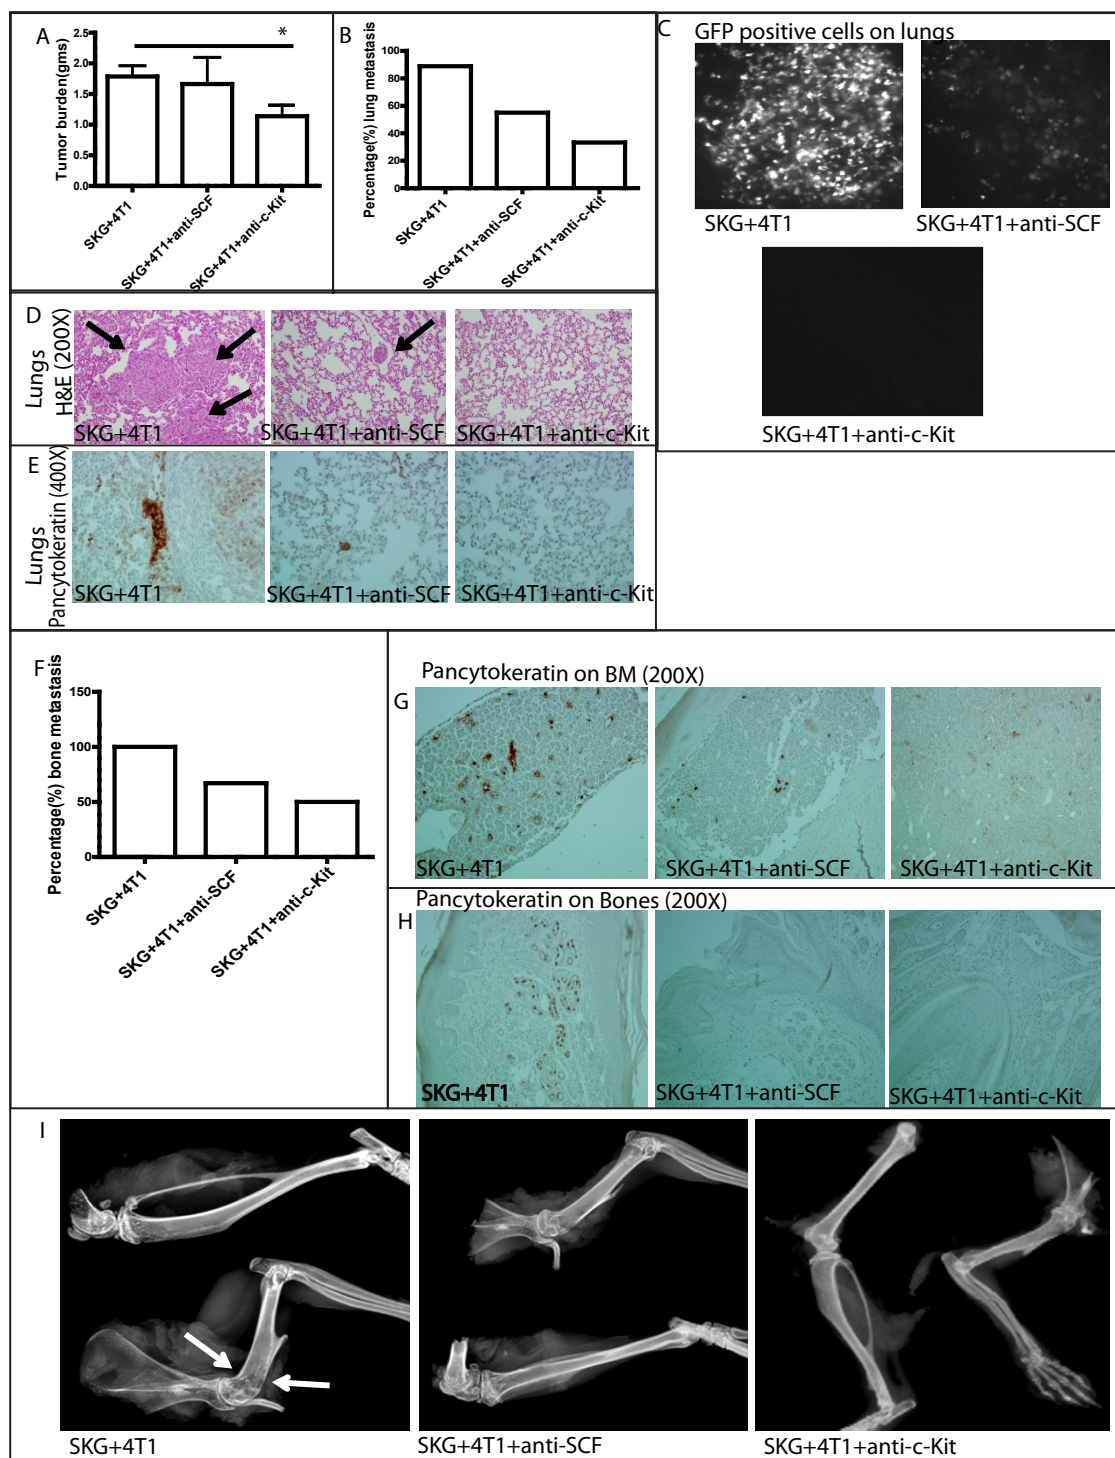 A
*
Tumor burden(gms)
2.5
2.0
1.5
1.0
0.5
0.0
SKG+4T1
SKG+4T1+anti-SCF
SKG+4T1+anti-c-Kit
B
Percentage(%) lung metastasis
100
80
60
40
20
0
SKG+4T1
SKG+4T1+anti-SCF
SKG+4T1+anti-c-Kit
C
GFP positive cells on lungs
SKG+4T1
SKG+4T1+anti-SCF
SKG+4T1+anti-c-Kit
D
Lungs
H&E (200X)
SKG+4T1
SKG+4T1+anti-SCF
SKG+4T1+anti-c-Kit
E
Lungs
Pancytokeratin (400X)
SKG+4T1
SKG+4T1+anti-SCF
SKG+4T1+anti-c-Kit
F
Percentage(%) bone metastasis
150
100
50
0
SKG+4T1
SKG+4T1+anti-SCF
SKG+4T1+anti-c-Kit
Pancytokeratin on BM (200X)
G
SKG+4T1
SKG+4T1+anti-SCF
SKG+4T1+anti-c-Kit
Pancytokeratin on Bones (200X)
H
SKG+4T1
SKG+4T1+anti-SCF
SKG+4T1+anti-c-Kit
I
SKG+4T1
SKG+4T1+anti-SCF
SKG+4T1+anti-c-Kit